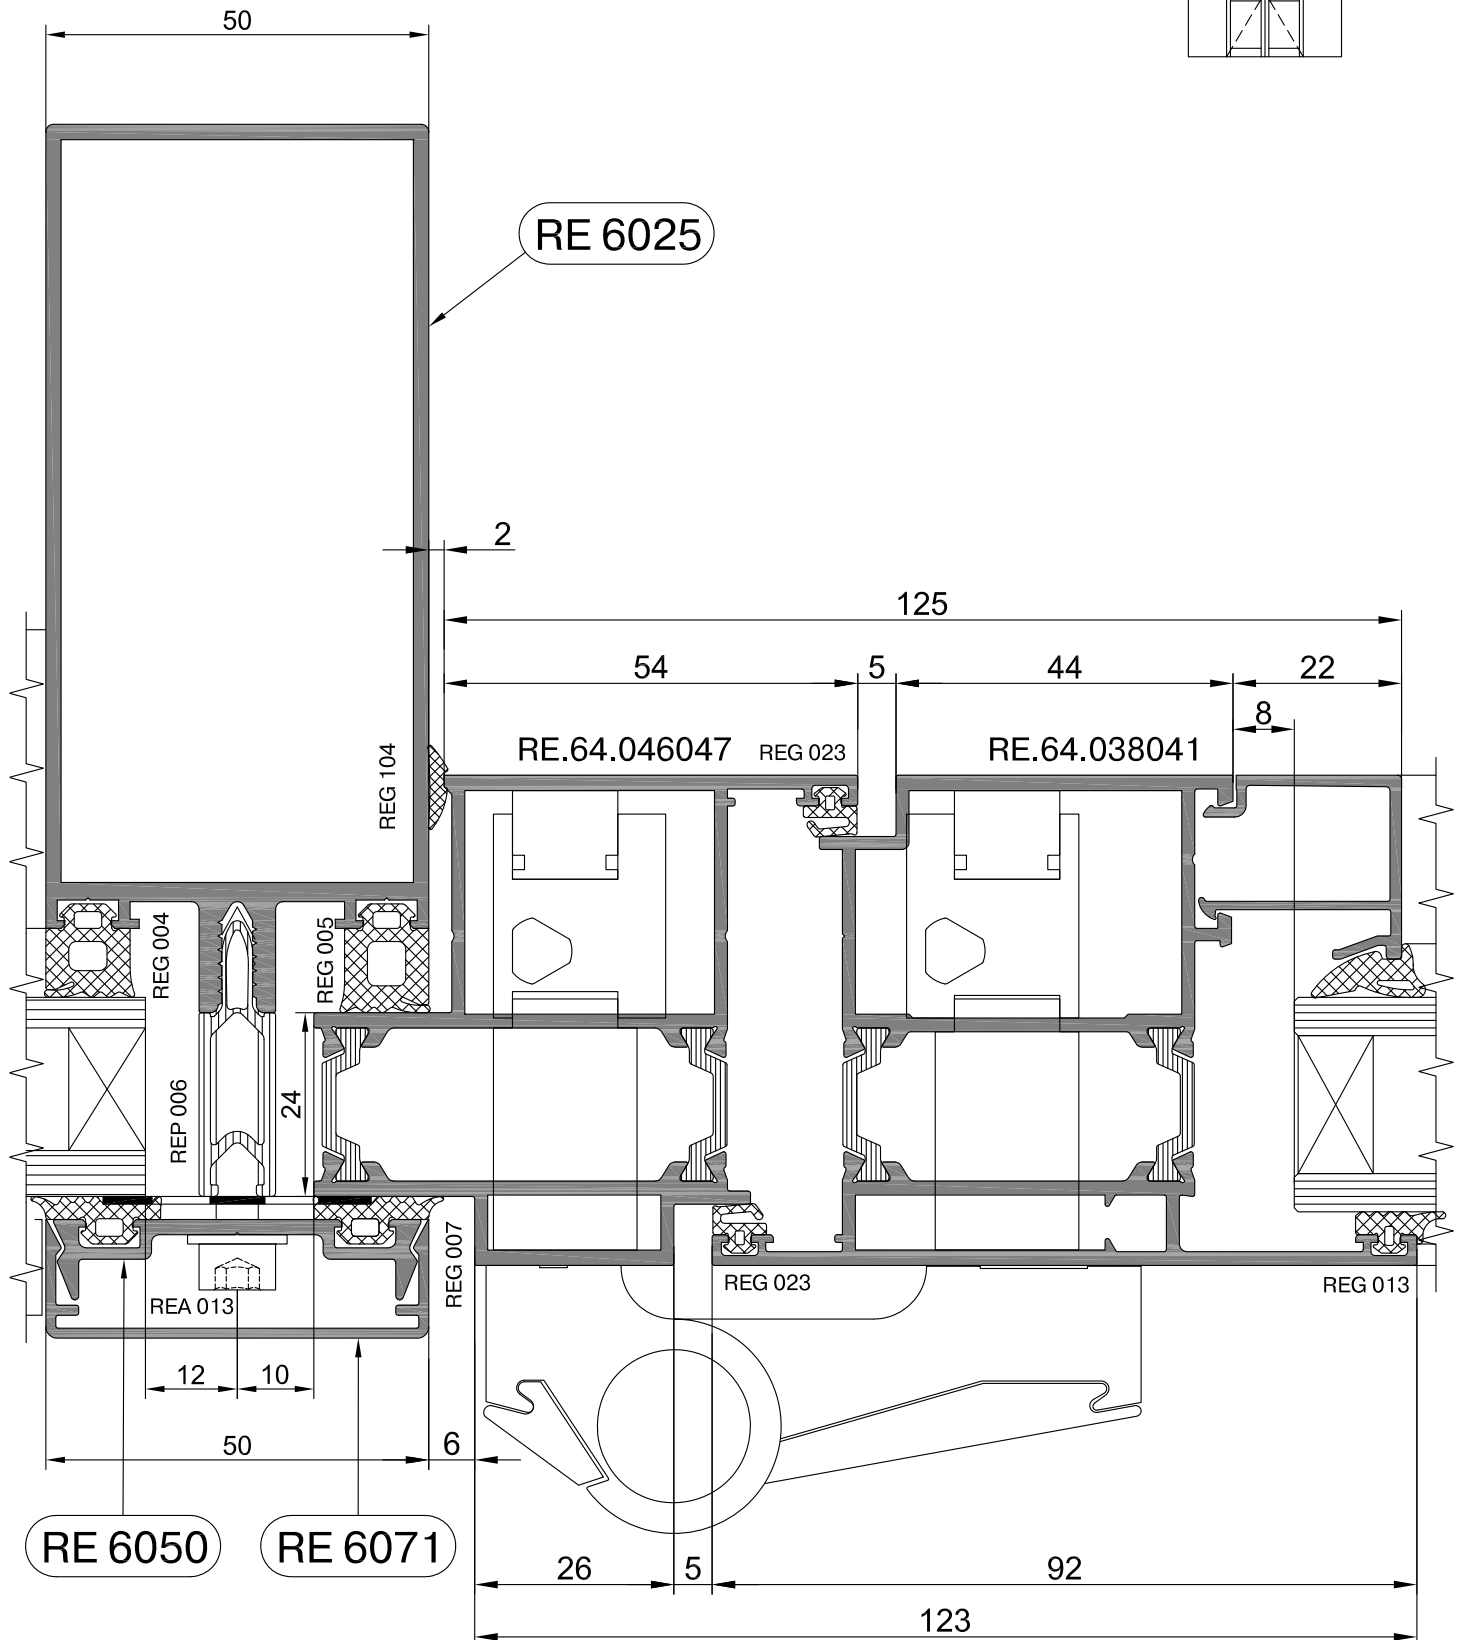 50
RE 6025
2
125
54
5
44
22
8
RE.64.046047
REG 023
RE.64.038041
REG 104
REG 004
REG 005
REP 006
24
REG 007
REA 013
REG 023
REG 013
12
10
50
6
RE 6050
RE 6071
26
5
92
123